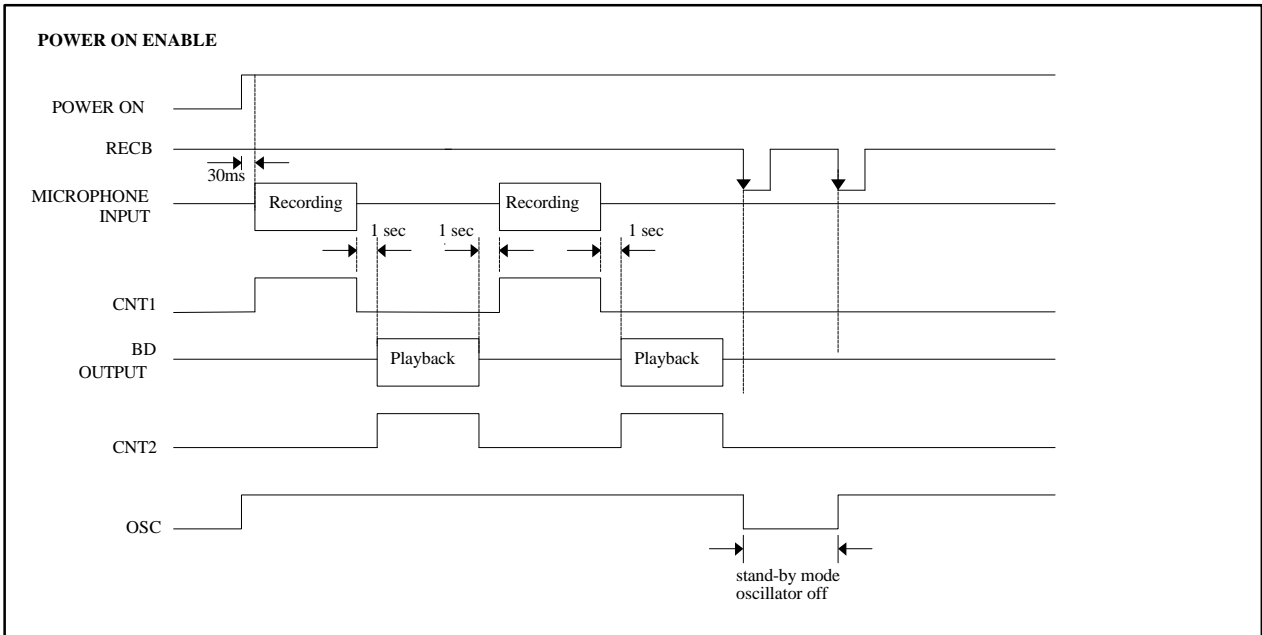 POWER ON ENABLE
POWER ON
RECB
30ms
MICROPHONE
INPUT
Recording
Recording
1 sec
1 sec
1 sec
CNT1
BD
OUTPUT
Playback
Playback
CNT2
OSC
stand-by mode
oscillator off